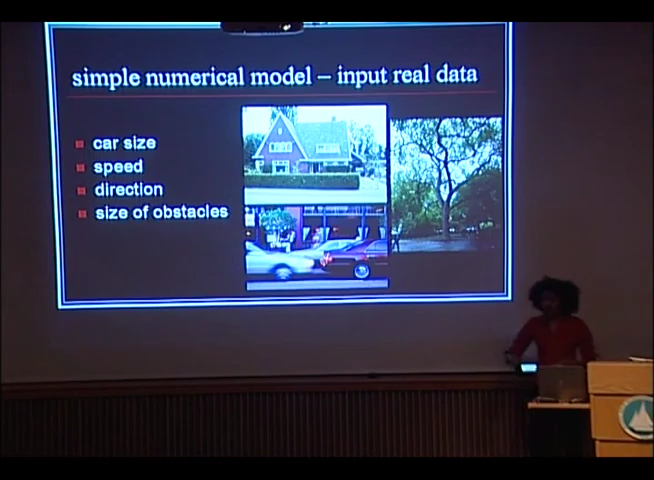 simple numerical model – input real data
car size
speed
direction
size of obstacles